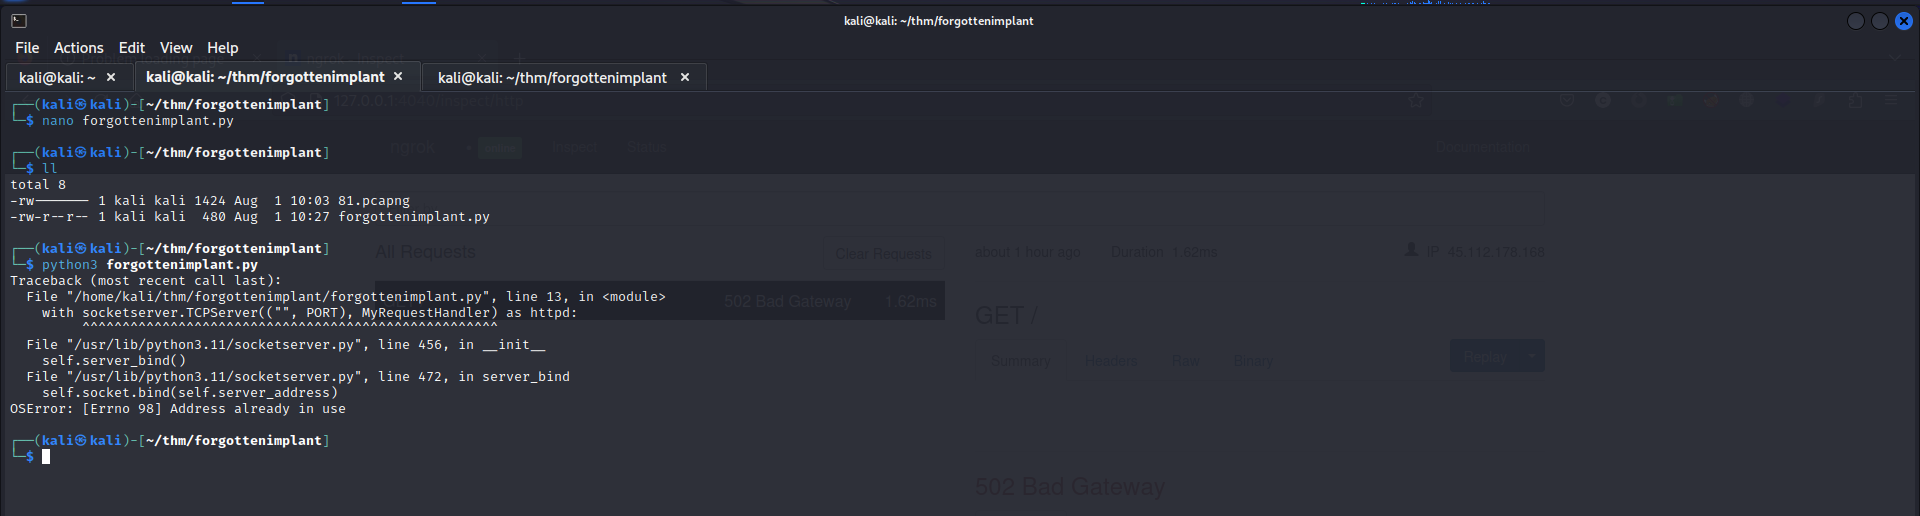 kali@kali: ~/thm/forgottenimplant
File Actions Edit View Help
kali@kali: ~ × kali@kali: ~/thm/forgottenimplant × kali@kali: ~/thm/forgottenimplant ×
┌──(kali㉿kali)-[~/thm/forgottenimplant]
└─$ nano forgottenimplant.py
┌──(kali㉿kali)-[~/thm/forgottenimplant]
└─$ ll
total 8
-rw------- 1 kali kali 1424 Aug  1 10:03 81.pcapng
-rw-r--r-- 1 kali kali  480 Aug  1 10:27 forgottenimplant.py
┌──(kali㉿kali)-[~/thm/forgottenimplant]
└─$ python3 forgottenimplant.py
Traceback (most recent call last):
  File "/home/kali/thm/forgottenimplant/forgottenimplant.py", line 13, in <module>
    with socketserver.TCPServer(("", PORT), MyRequestHandler) as httpd:
         ^^^^^^^^^^^^^^^^^^^^^^^^^^^^^^^^^^^^^^^^^^^^^^^^^^^^
  File "/usr/lib/python3.11/socketserver.py", line 456, in __init__
    self.server_bind()
  File "/usr/lib/python3.11/socketserver.py", line 472, in server_bind
    self.socket.bind(self.server_address)
OSError: [Errno 98] Address already in use
┌──(kali㉿kali)-[~/thm/forgottenimplant]
└─$
ngrok Inspect Status Documentation
All Requests Clear Requests about 1 hour ago Duration 1.62ms IP 45.112.178.168
502 Bad Gateway 1.62ms
GET /
Summary Headers Raw Binary Replay
502 Bad Gateway